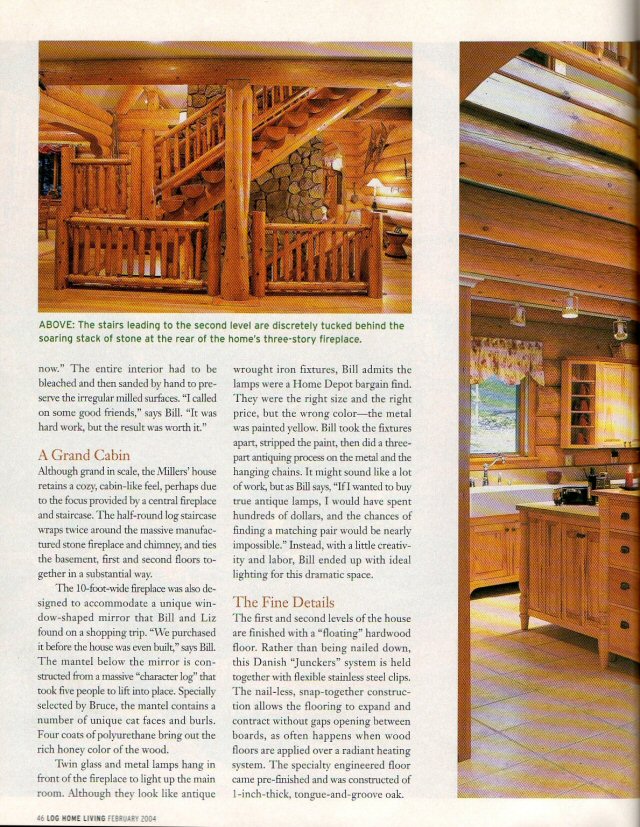 ABOVE: The stairs leading to the second level are discretely tucked behind the
soaring stack of stone at the rear of the home's three-story fireplace.
now.” The entire interior had to be
bleached and then sanded by hand to pre-
serve the irregular milled surfaces. “I called
on some good friends,” says Bill. “It was
hard work, but the result was worth it.”
A Grand Cabin
Although grand in scale, the Millers’ house
retains a cozy, cabin-like feel, perhaps due
to the focus provided by a central fireplace
and staircase. The half-round log staircase
wraps twice around the massive manufac-
tured stone fireplace and chimney, and ties
the basement, first and second floors to-
gether in a substantial way.
The 10-foot-wide fireplace was also de-
signed to accommodate a unique win-
dow-shaped mirror that Bill and Liz
found on a shopping trip. “We purchased
it before the house was even built,” says Bill.
The mantel below the mirror is con-
structed from a massive “character log” that
took five people to lift into place. Specially
selected by Bruce, the mantel contains a
number of unique cat faces and burls.
Four coats of polyurethane bring out the
rich honey color of the wood.
Twin glass and metal lamps hang in
front of the fireplace to light up the main
room. Although they look like antique
wrought iron fixtures, Bill admits the
lamps were a Home Depot bargain find.
They were the right size and the right
price, but the wrong color—the metal
was painted yellow. Bill took the fixtures
apart, stripped the paint, then did a three-
part antiquing process on the metal and the
hanging chains. It might sound like a lot
of work, but as Bill says, “If I wanted to buy
true antique lamps, I would have spent
hundreds of dollars, and the chances of
finding a matching pair would be nearly
impossible.” Instead, with a little creativ-
ity and labor, Bill ended up with ideal
lighting for this dramatic space.
The Fine Details
The first and second levels of the house
are finished with a “floating” hardwood
floor. Rather than being nailed down,
this Danish “Junckers” system is held
together with flexible stainless steel clips.
The nail-less, snap-together construc-
tion allows the flooring to expand and
contract without gaps opening between
boards, as often happens when wood
floors are applied over a radiant heating
system. The specialty engineered floor
came pre-finished and was constructed of
1-inch-thick, tongue-and-groove oak.
46 LOG HOME LIVING FEBRUARY 2004